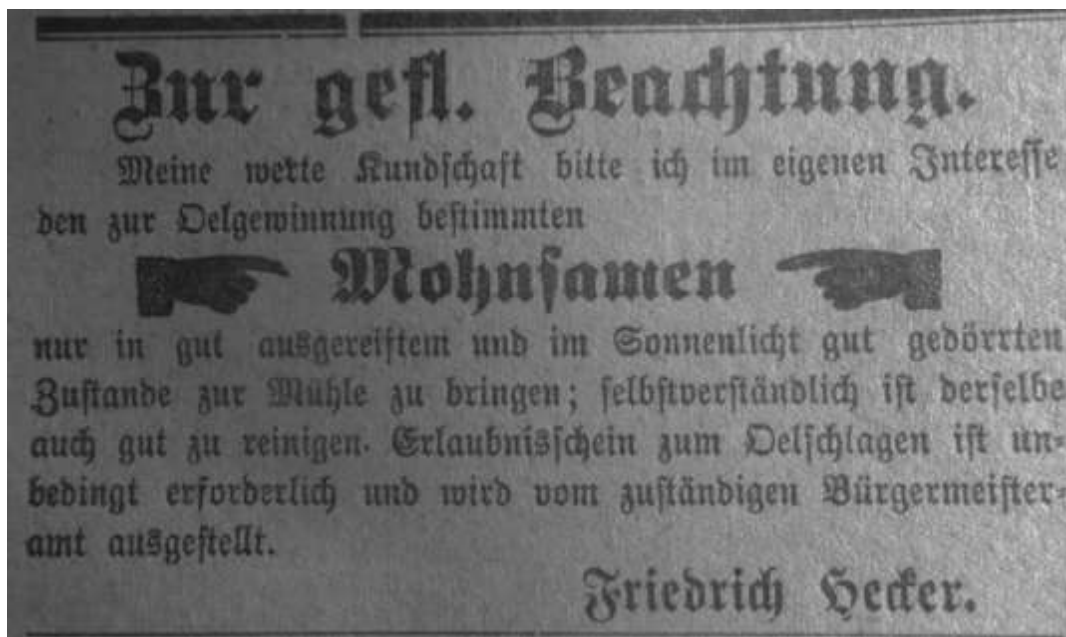 Zur gefl. Beachtung.
Meine werte Kundschaft bitte ich im eigenen Interesse
den zur Oelgewinnung bestimmten
Mohnsamen
nur in gut ausgereiftem und im Sonnenlicht gut gedörrten
Zustande zur Mühle zu bringen; selbstverständlich ist derselbe
auch gut zu reinigen. Erlaubnisschein zum Oelschlagen ist un-
bedingt erforderlich und wird vom zuständigen Bürgermeister-
amt ausgestellt.
Friedrich Hecker.